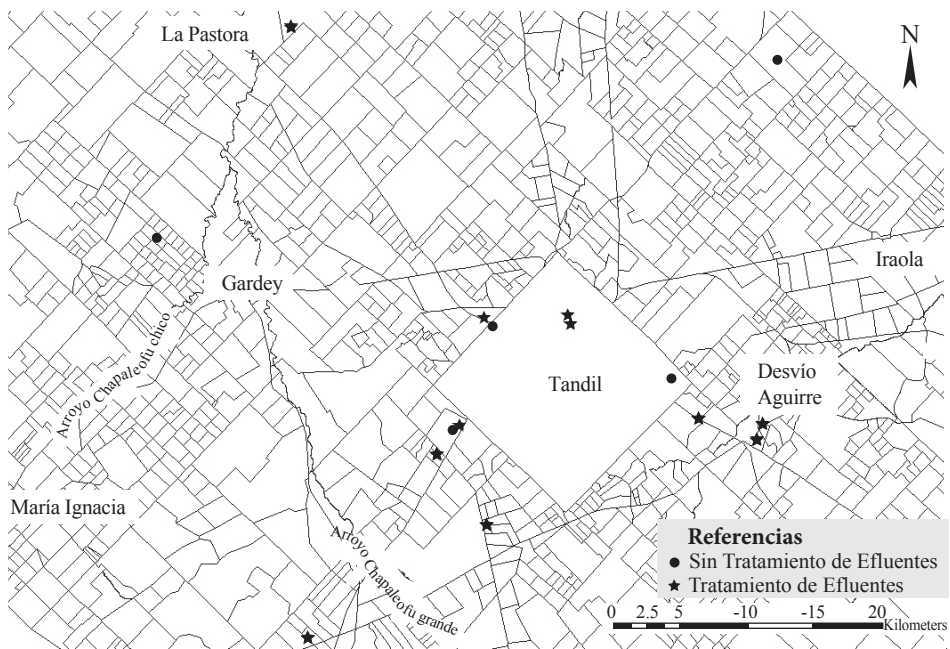 La Pastora
N
Iraola
Gardey
Arroyo Chapaleofu chico
Desvío
Aguirre
Tandil
María Ignacia
Arroyo Chapaleofu grande
Referencias
Sin Tratamiento de Efluentes
Tratamiento de Efluentes
0 2.5 5 -10 -15 20
Kilometers